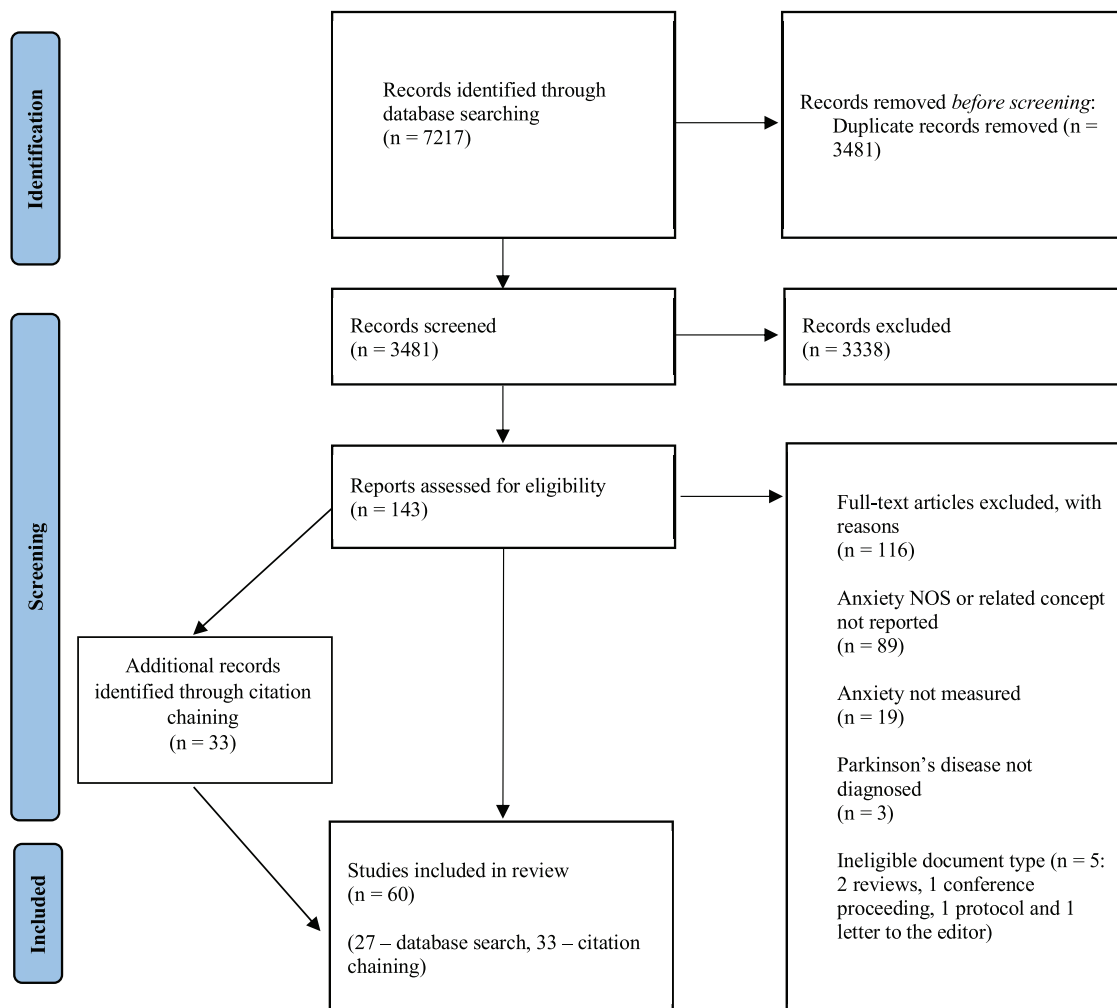 Identification
Records identified through
database searching
(n = 7217)
Records removed before screening:
Duplicate records removed (n =
3481)
Screening
Records screened
(n = 3481)
Records excluded
(n = 3338)
Reports assessed for eligibility
(n = 143)
Full-text articles excluded, with
reasons
(n = 116)
Anxiety NOS or related concept
not reported
(n = 89)
Anxiety not measured
(n = 19)
Parkinson’s disease not
diagnosed
(n = 3)
Ineligible document type (n = 5:
2 reviews, 1 conference
proceeding, 1 protocol and 1
letter to the editor)
Additional records
identified through citation
chaining
(n = 33)
Included
Studies included in review
(n = 60)
(27 – database search, 33 – citation
chaining)